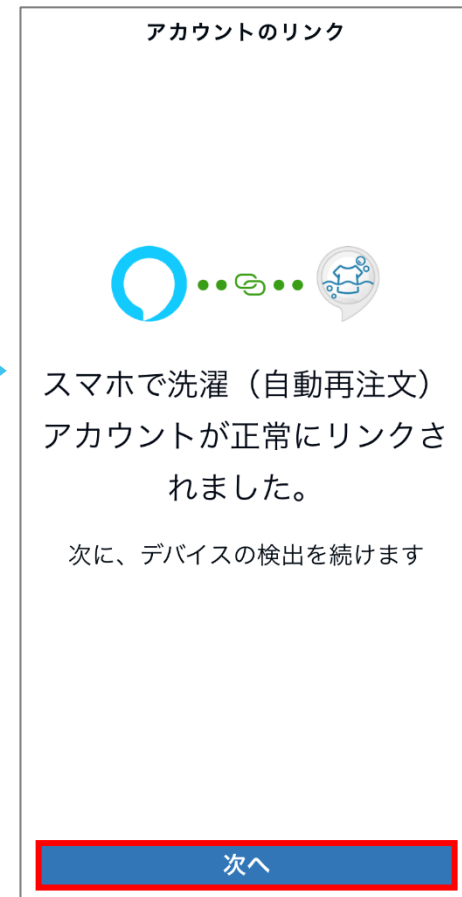 アカウントのリンク
スマホで洗濯（自動再注文）
アカウントが正常にリンクさ
れました。
次に、デバイスの検出を続けます
次へ